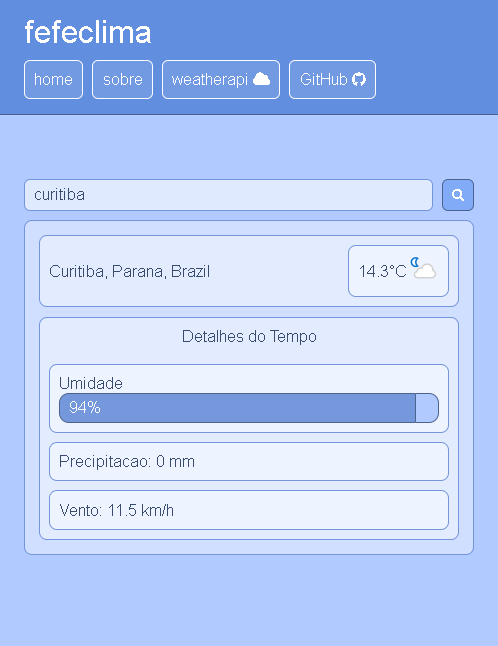 fefeclima
home sobre weatherapi GitHub
curitiba
Curitiba, Parana, Brazil 14.3°C
Detalhes do Tempo
Umidade
94%
Precipitacao: 0 mm
Vento: 11.5 km/h